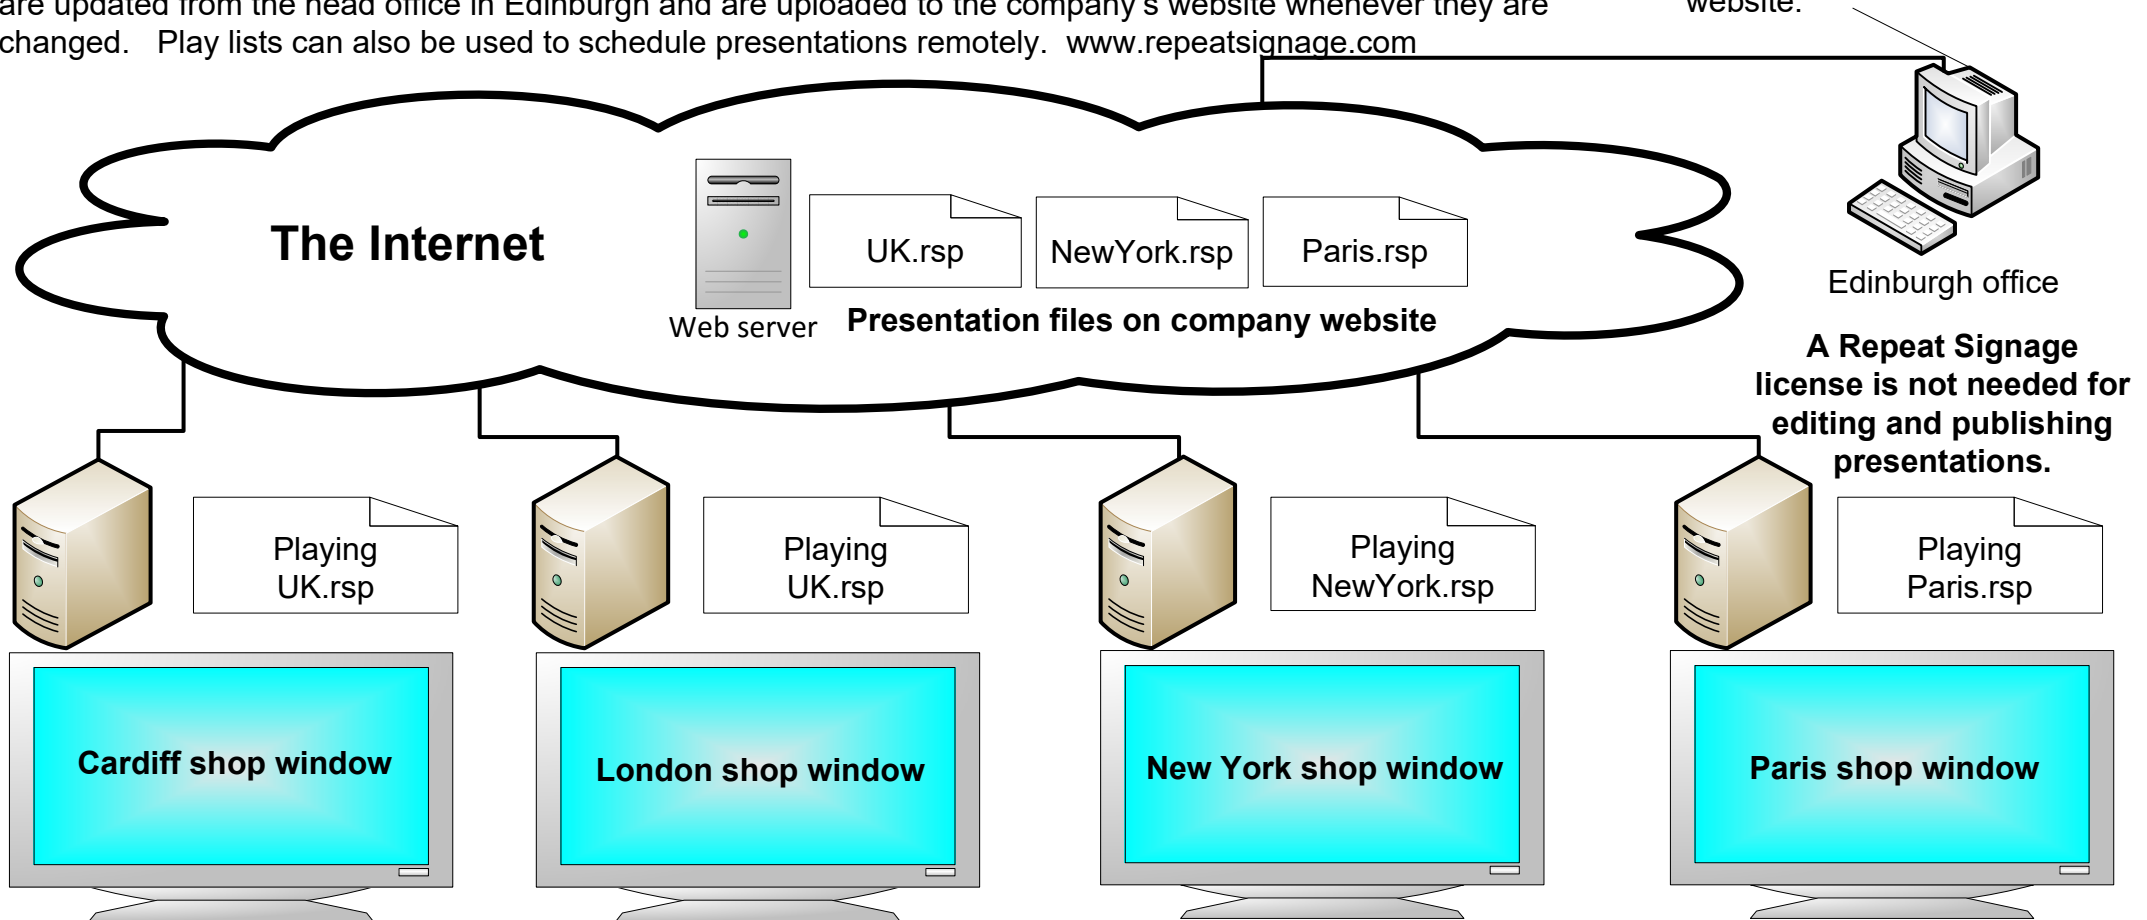 are updated from the head office in Edinburgh and are uploaded to the company's website whenever they are
changed. Play lists can also be used to schedule presentations remotely. www.repeatsignage.com
website.
The Internet
UK.rsp
NewYork.rsp
Paris.rsp
Web server
Presentation files on company website
Edinburgh office
A Repeat Signage
license is not needed for
editing and publishing
presentations.
Playing
UK.rsp
Playing
UK.rsp
Playing
NewYork.rsp
Playing
Paris.rsp
Cardiff shop window
London shop window
New York shop window
Paris shop window